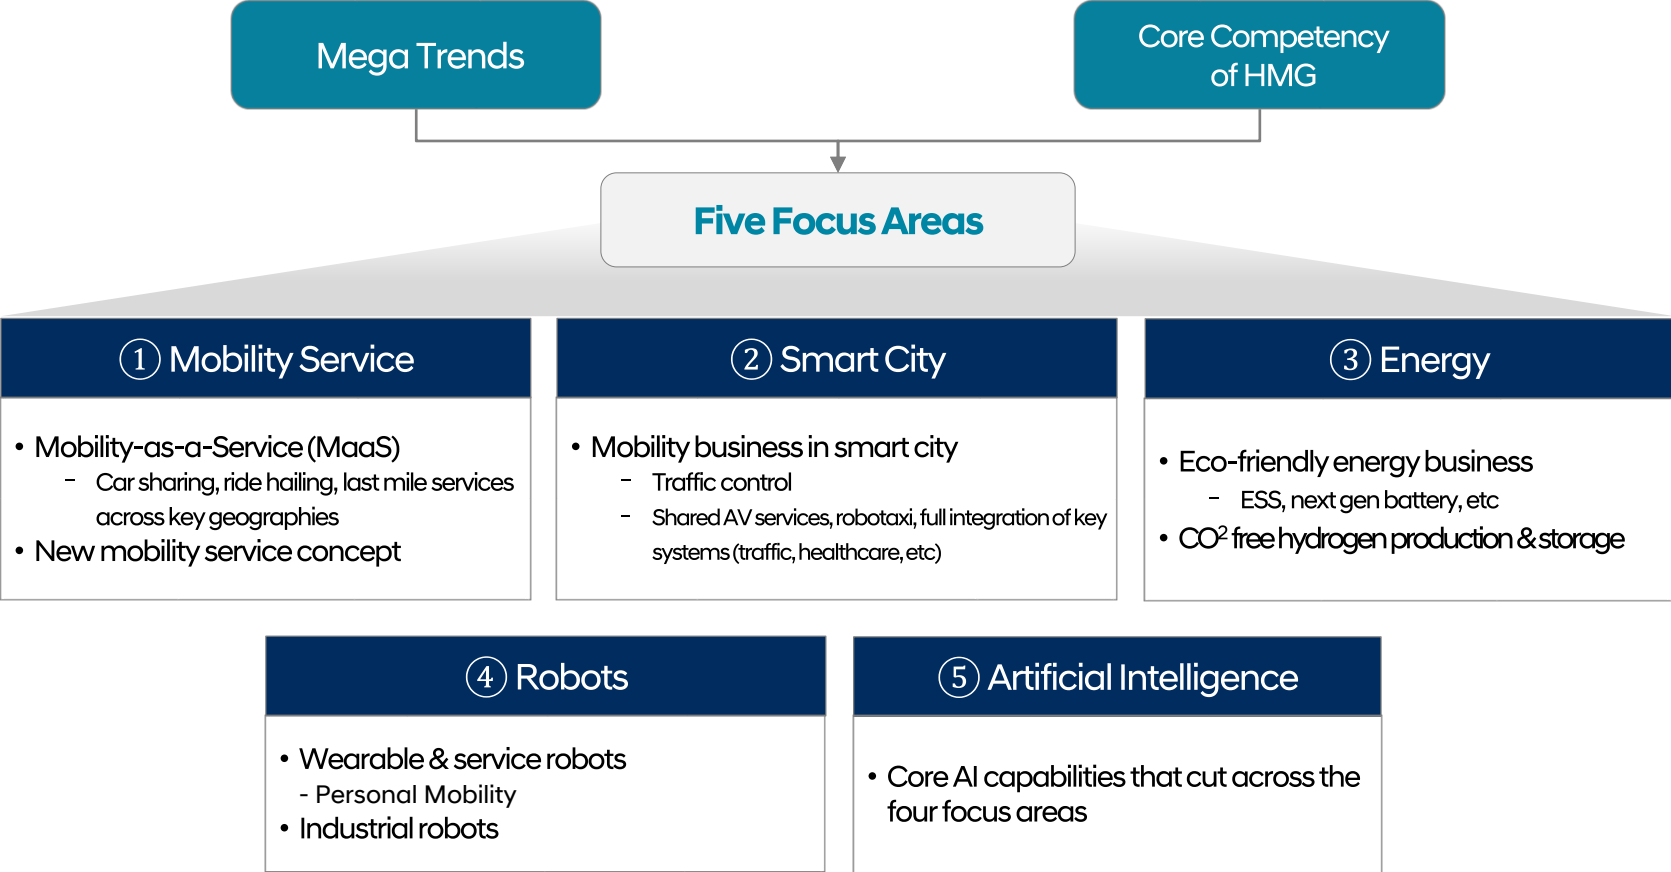 Mega Trends
Core Competency
of HMG
Five Focus Areas
① Mobility Service
• Mobility-as-a-Service (MaaS)
- Car sharing, ride hailing, last mile services
across key geographies
• New mobility service concept
② Smart City
• Mobility business in smart city
- Traffic control
- Shared AV services, robotaxi, full integration of key
systems (traffic, healthcare, etc)
③ Energy
• Eco-friendly energy business
- ESS, next gen battery, etc
• CO² free hydrogen production & storage
④ Robots
• Wearable & service robots
- Personal Mobility
• Industrial robots
⑤ Artificial Intelligence
• Core AI capabilities that cut across the
four focus areas